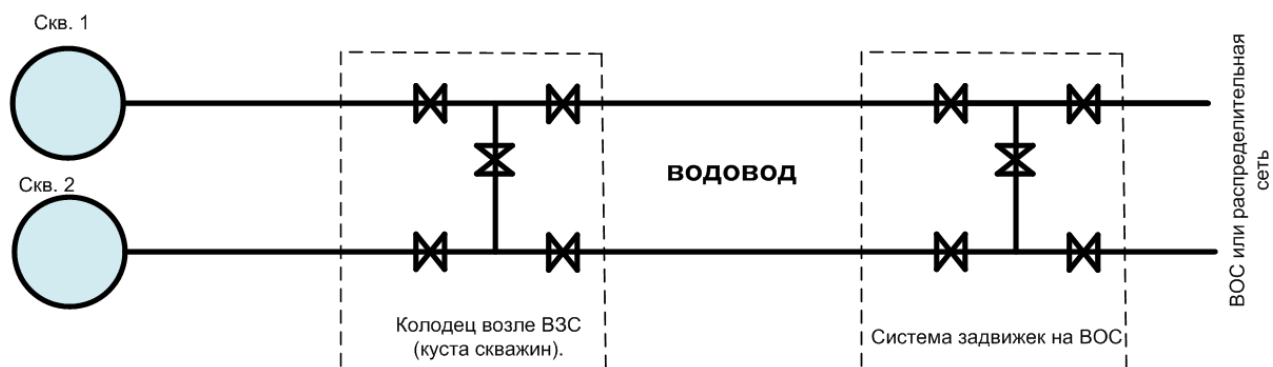 Скв. 1
Скв. 2
водовод
Колодец возле ВЗС
(куста скважин).
Система задвижек на ВОС
ВОС или распределительная
сеть